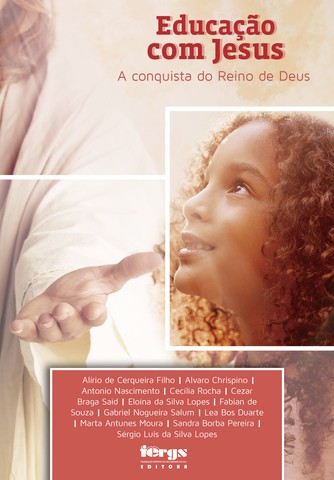 Educação
com Jesus
A conquista do Reino de Deus
Alírio de Cerqueira Filho | Alvaro Chrispino |
Antonio Nascimento | Cecília Rocha | Cezar
Braga Said | Eloina da Silva Lopes | Fabian de
Souza | Gabriel Nogueira Salum | Lea Bos Duarte
| Marta Antunes Moura | Sandra Borba Pereira |
Sérgio Luis da Silva Lopes
fergs
EDITORA